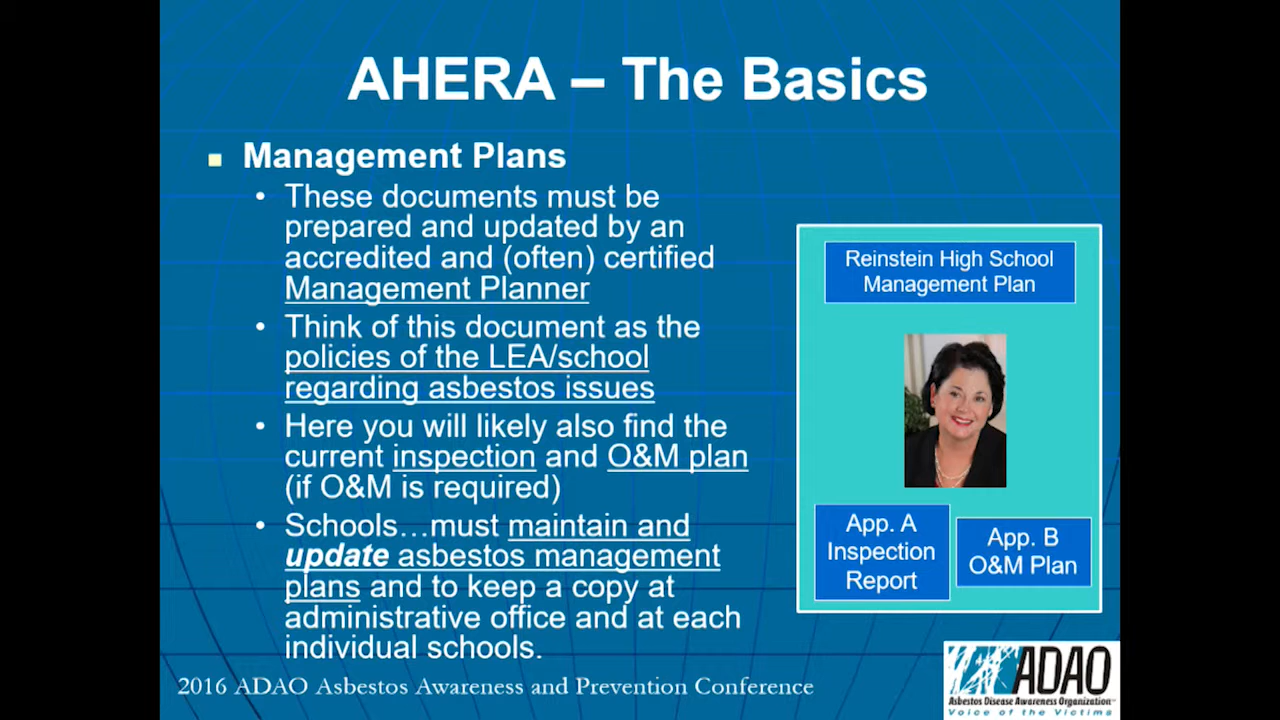 AHERA – The Basics
Management Plans
• These documents must be
prepared and updated by an
accredited and (often) certified
Management Planner
• Think of this document as the
policies of the LEA/school
regarding asbestos issues
• Here you will likely also find the
current inspection and O&M plan
(if O&M is required)
• Schools…must maintain and
update asbestos management
plans and to keep a copy at
administrative office and at each
individual schools.
Reinstein High School
Management Plan
App. A
Inspection
Report
App. B
O&M Plan
2016 ADAO Asbestos Awareness and Prevention Conference
ADAO
Asbestos Disease Awareness Organization
Voice of the Victims